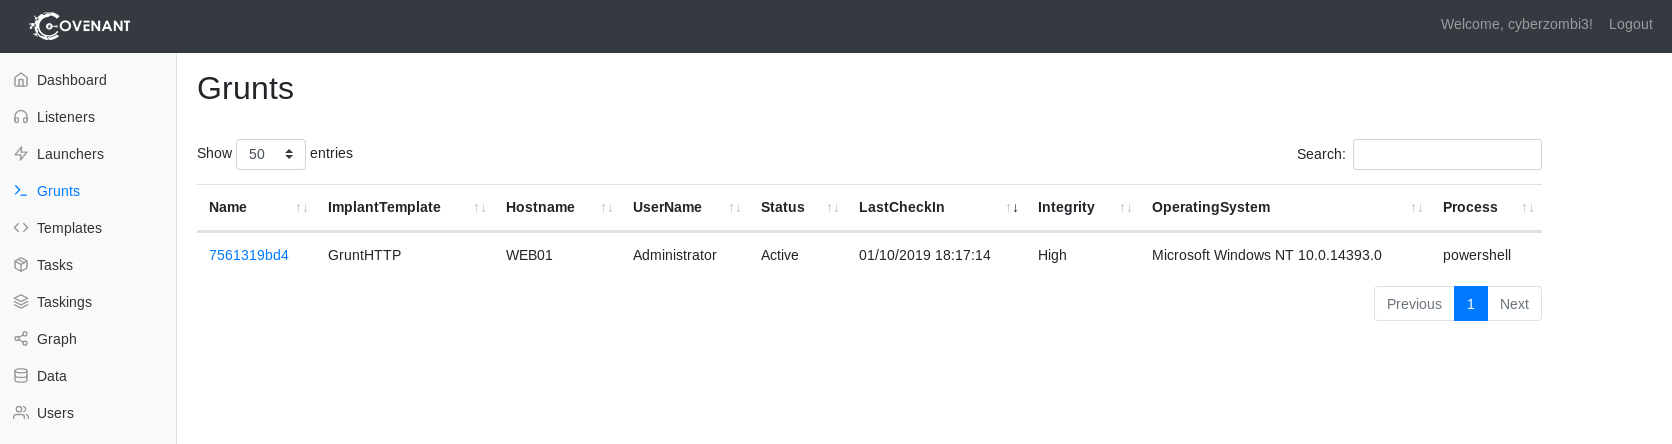 COVENANT
Welcome, cyberzombi3! Logout
Dashboard
Listeners
Launchers
Grunts
Templates
Tasks
Taskings
Graph
Data
Users
Grunts
Show 50 entries
Search:
Name ImplantTemplate Hostname UserName Status LastCheckIn Integrity OperatingSystem Process
7561319bd4 GruntHTTP WEB01 Administrator Active 01/10/2019 18:17:14 High Microsoft Windows NT 10.0.14393.0 powershell
Previous 1 Next